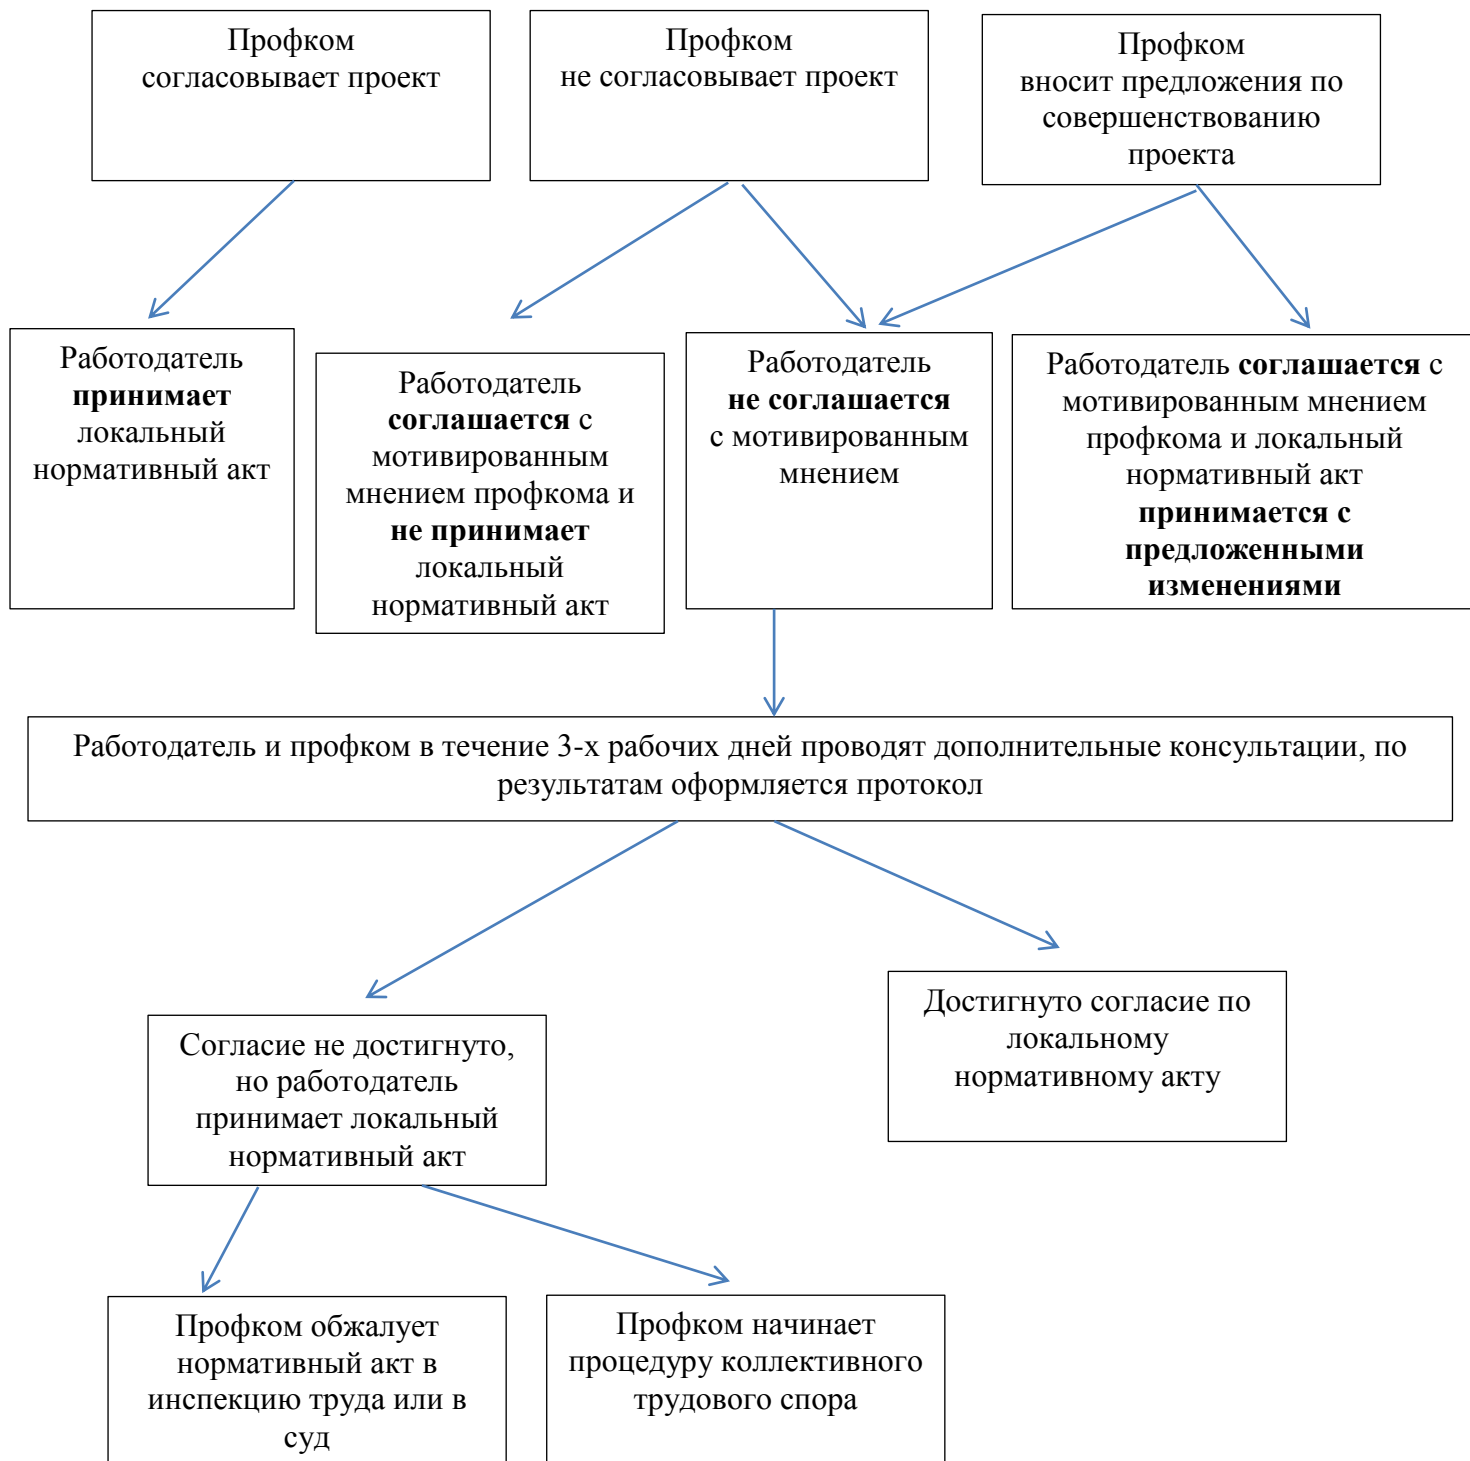 Профком
согласовывает проект
Профком
не согласовывает проект
Профком
вносит предложения по
совершенствованию
проекта
Работодатель
принимает
локальный
нормативный акт
Работодатель
соглашается с
мотивированным
мнением профкома и
не принимает
локальный
нормативный акт
Работодатель
не соглашается
с мотивированным
мнением
Работодатель соглашается с
мотивированным мнением
профкома и локальный
нормативный акт
принимается с
предложенными
изменениями
Работодатель и профком в течение 3-х рабочих дней проводят дополнительные консультации, по
результатам оформляется протокол
Согласие не достигнуто,
но работодатель
принимает локальный
нормативный акт
Достигнуто согласие по
локальному
нормативному акту
Профком обжалует
нормативный акт в
инспекцию труда или в
суд
Профком начинает
процедуру коллективного
трудового спора